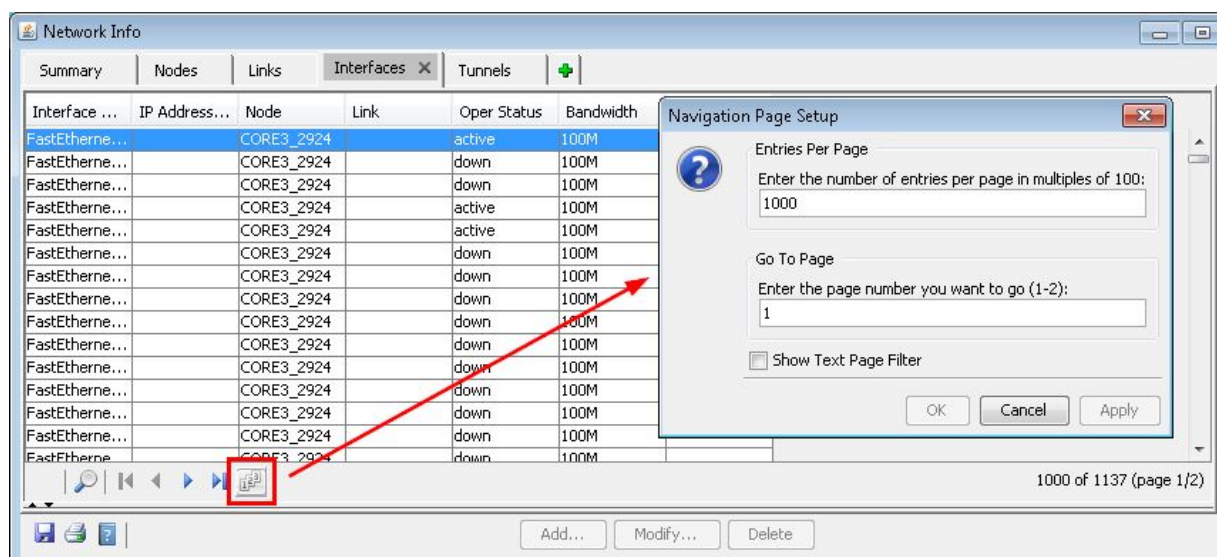 Network Info
Summary Nodes Links Interfaces Tunnels
Interface ... IP Address... Node Link Oper Status Bandwidth
FastEtherne... CORE3_2924 active 100M
FastEtherne... CORE3_2924 down 100M
FastEtherne... CORE3_2924 down 100M
FastEtherne... CORE3_2924 active 100M
FastEtherne... CORE3_2924 active 100M
FastEtherne... CORE3_2924 down 100M
FastEtherne... CORE3_2924 down 100M
FastEtherne... CORE3_2924 down 100M
FastEtherne... CORE3_2924 down 100M
FastEtherne... CORE3_2924 down 100M
FastEtherne... CORE3_2924 down 100M
FastEtherne... CORE3_2924 down 100M
FastEtherne... CORE3_2924 down 100M
FastEtherne... CORE3_2924 down 100M
FastEtherne... CORE3_2924 down 100M
Navigation Page Setup
Entries Per Page
Enter the number of entries per page in multiples of 100:
1000
Go To Page
Enter the page number you want to go (1-2):
1
Show Text Page Filter
OK Cancel Apply
1000 of 1137 (page 1/2)
Add... Modify... Delete